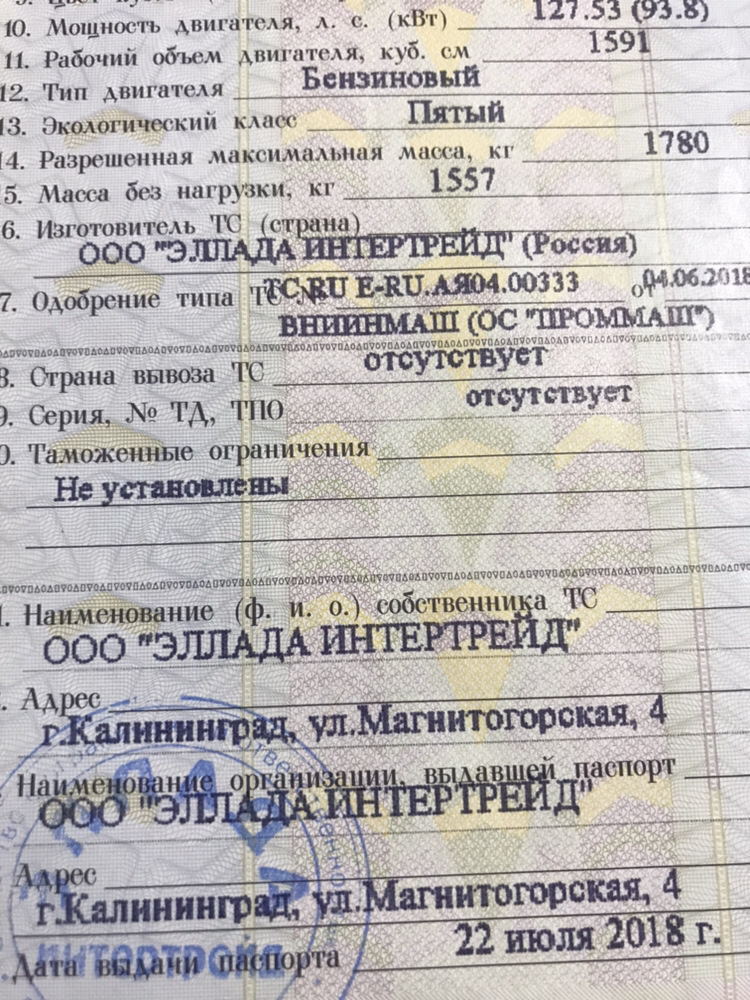 10. Мощность двигателя, л. с. (кВт) 127.53 (93.8)
11. Рабочий объем двигателя, куб. см 1591
12. Тип двигателя Бензиновый
13. Экологический класс Пятый
14. Разрешенная максимальная масса, кг 1780
5. Масса без нагрузки, кг 1557
6. Изготовитель ТС (страна)
ООО "ЭЛЛАДА ИНТЕРТРЕЙД" (Россия)
7. Одобрение типа ТС № ТС RU E-RU.АЯ04.00333 от 04.06.2018
ВНИИНМАШ (ОС "ПРОММАШ")
8. Страна вывоза ТС отсутствует
9. Серия, № ТД, ТПО отсутствует
0. Таможенные ограничения
Не установлены
. Наименование (ф. и. о.) собственника ТС
ООО "ЭЛЛАДА ИНТЕРТРЕЙД"
. Адрес
г.Калининград, ул.Магнитогорская, 4
Наименование организации, выдавшей паспорт
ООО "ЭЛЛАДА ИНТЕРТРЕЙД"
Адрес
г.Калининград, ул.Магнитогорская, 4
. Дата выдачи паспорта 22 июля 2018 г.